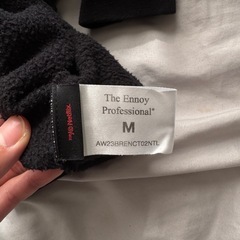 The Ennoy
Professional®
M
AW23BRENCT02NTL